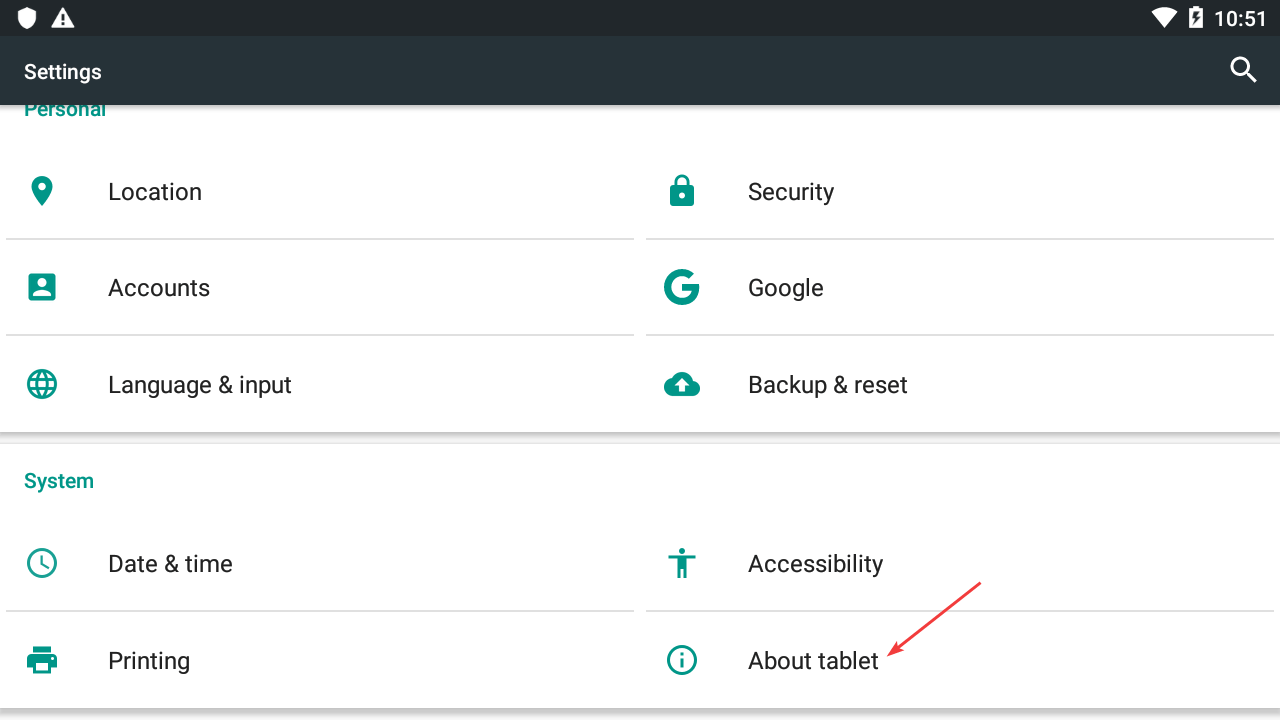 10:51
Settings
Personal
Location
Security
Accounts
Google
Language & input
Backup & reset
System
Date & time
Accessibility
Printing
About tablet